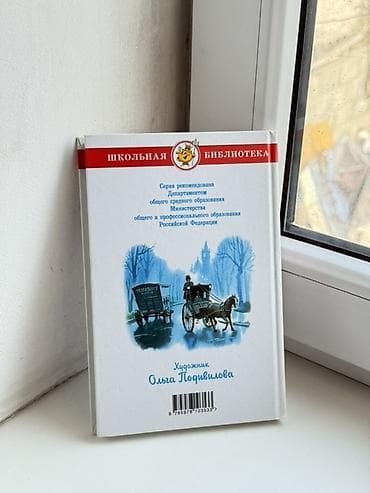 ШКОЛЬНАЯ БИБЛИОТЕКА
Серия рекомендована
Департаментом
общего среднего образования
Министерства
общего и профессионального образования
Российской Федерации
Художник
Ольга Подивилова